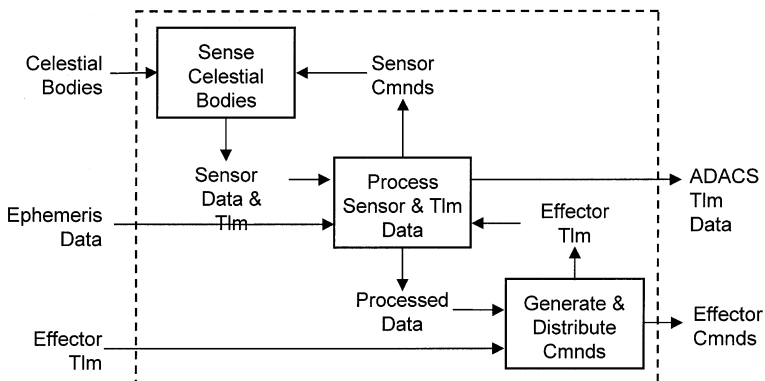 Celestial
Bodies
Sense
Celestial
Bodies
Sensor
Cmnds
Sensor
Data &
Tlm
Process
Sensor & Tlm
Data
ADACS
Tlm
Data
Ephemeris
Data
Effector
Tlm
Processed
Data
Generate &
Distribute
Cmnds
Effector
Cmnds
Effector
Tlm